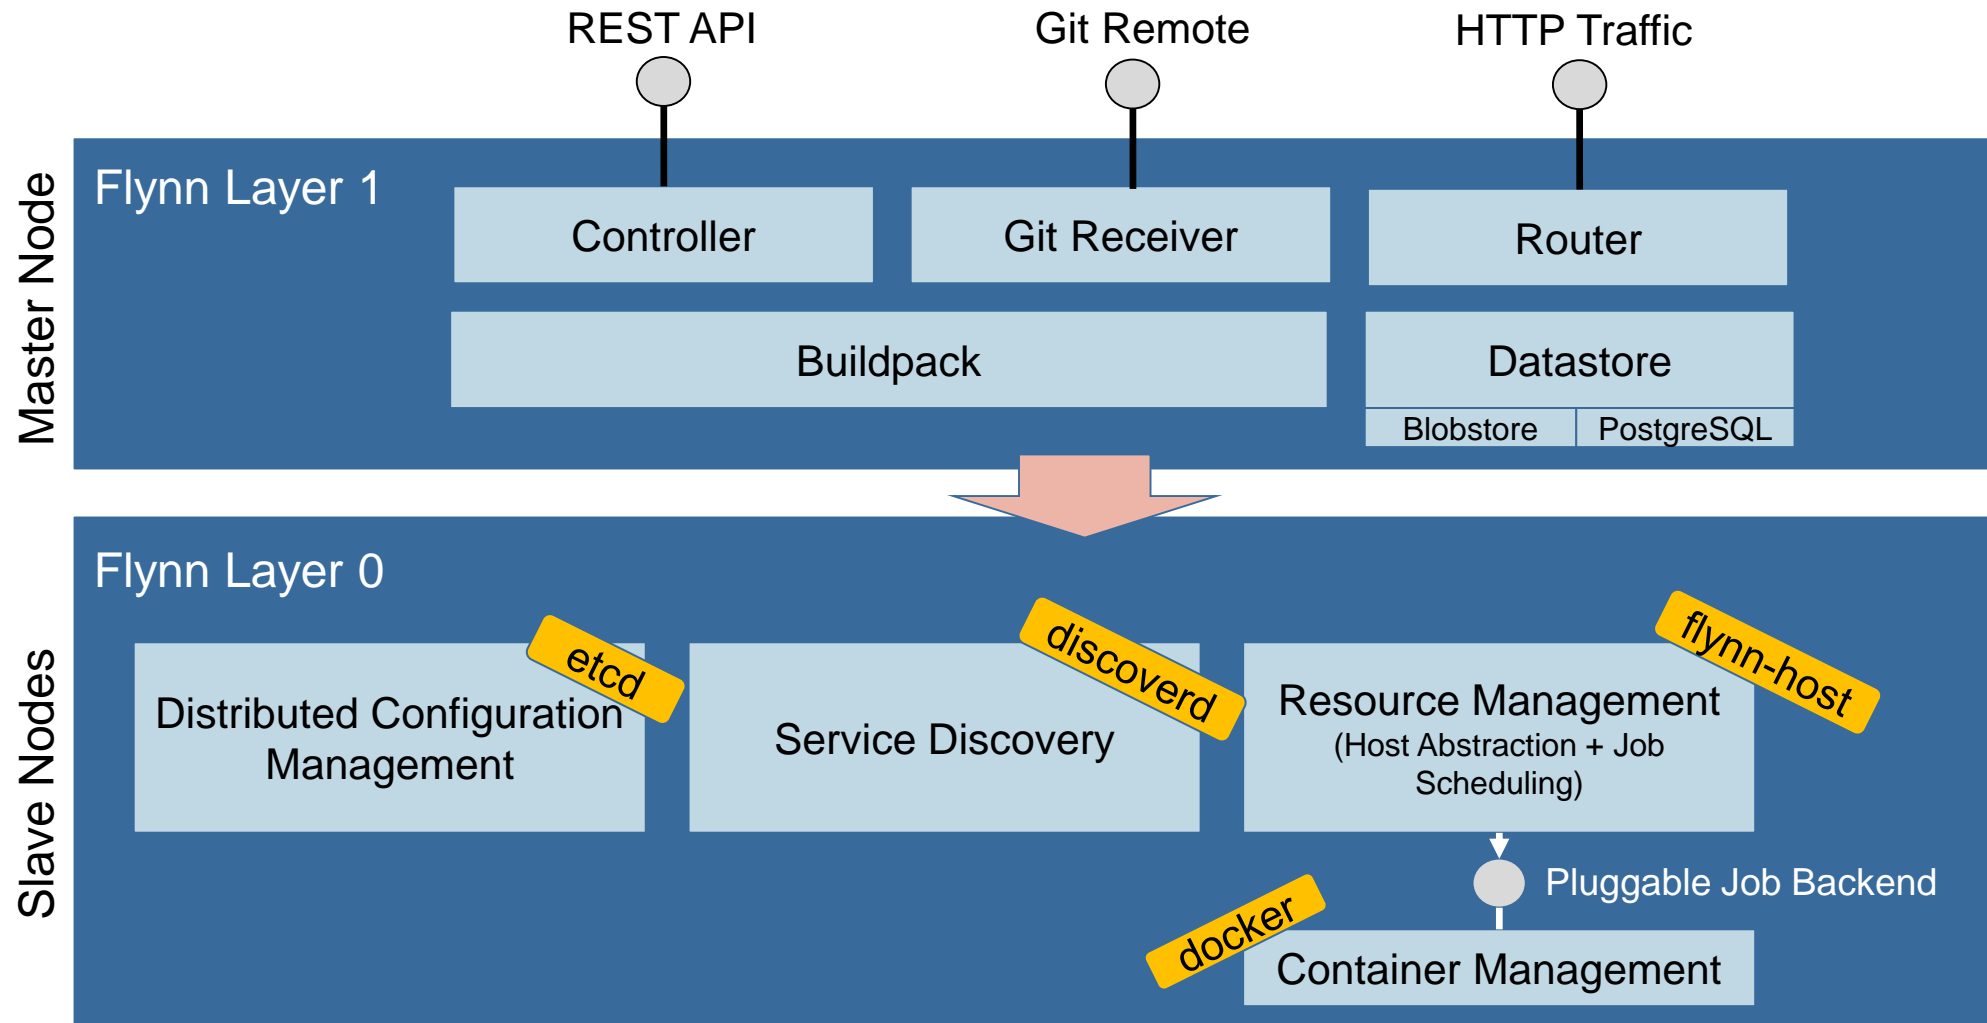 REST API
Git Remote
HTTP Traffic
Master Node
Flynn Layer 1
Controller
Git Receiver
Router
Buildpack
Datastore
Blobstore
PostgreSQL
Slave Nodes
Flynn Layer 0
etcd
discoverd
flynn-host
Distributed Configuration
Management
Service Discovery
Resource Management
(Host Abstraction + Job
Scheduling)
Pluggable Job Backend
docker
Container Management